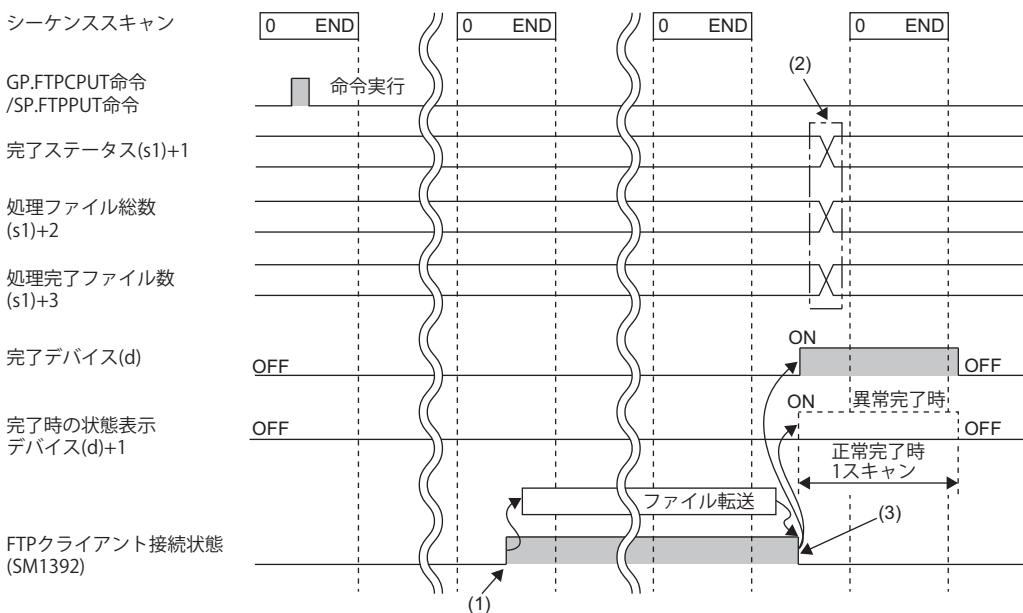 シーケンススキャン
0 END 0 END 0 END 0 END
(2)
GP.FTPCPUT命令
/SP.FTPPUT命令
命令実行
完了ステータス(s1)+1
処理ファイル総数
(s1)+2
処理完了ファイル数
(s1)+3
完了デバイス(d)
OFF ON OFF
完了時の状態表示
デバイス(d)+1
OFF ON 異常完了時 OFF
正常完了時
1スキャン
ファイル転送
(3)
FTPクライアント接続状態
(SM1392)
(1)